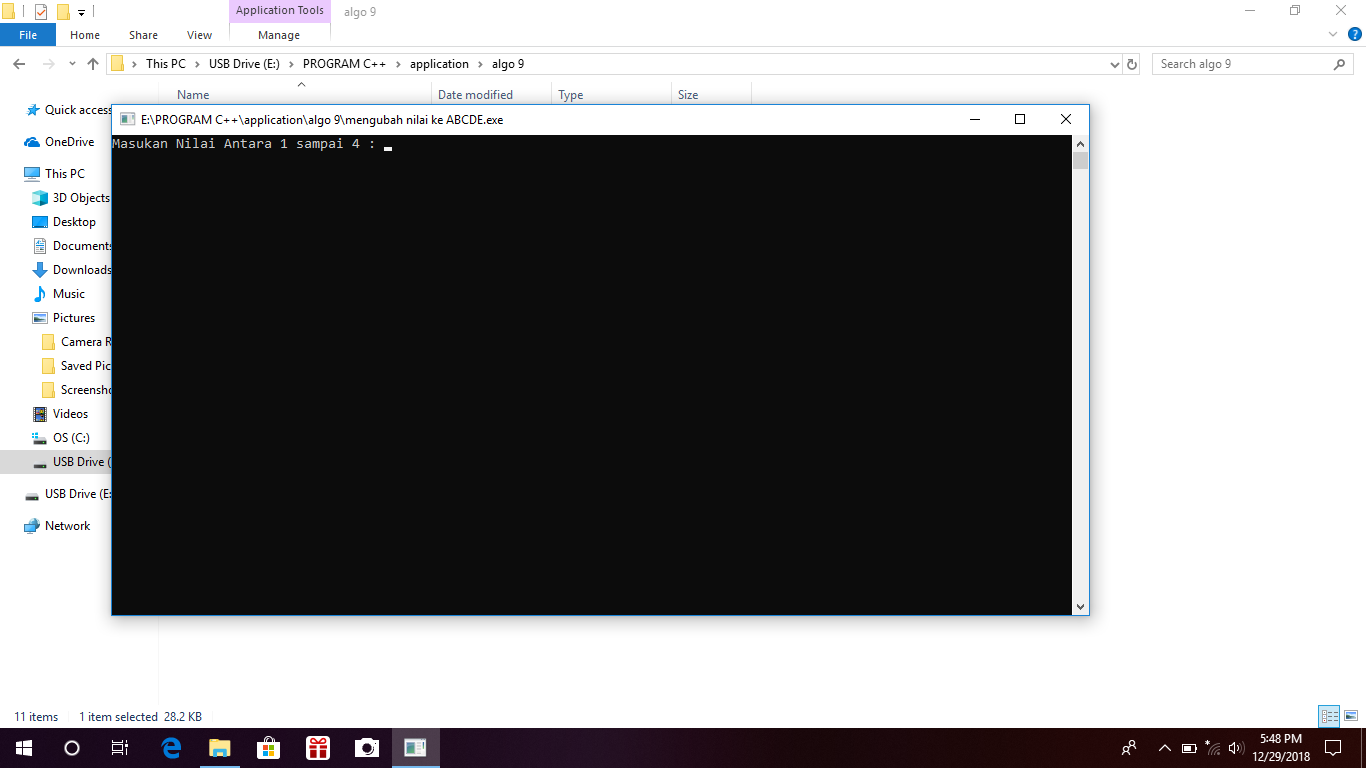 Application Tools
algo 9
File
Home
Share
View
Manage
This PC
USB Drive (E:)
PROGRAM C++
application
algo 9
Search algo 9
Name
Date modified
Type
Size
Quick access
OneDrive
This PC
3D Objects
Desktop
Documents
Downloads
Music
Pictures
Camera R
Saved Pic
Screensho
Videos
OS (C:)
USB Drive (
USB Drive (E:
Network
E:\PROGRAM C++\application\algo 9\mengubah nilai ke ABCDE.exe
Masukan Nilai Antara 1 sampai 4 :
11 items
1 item selected 28.2 KB
5:48 PM
12/29/2018